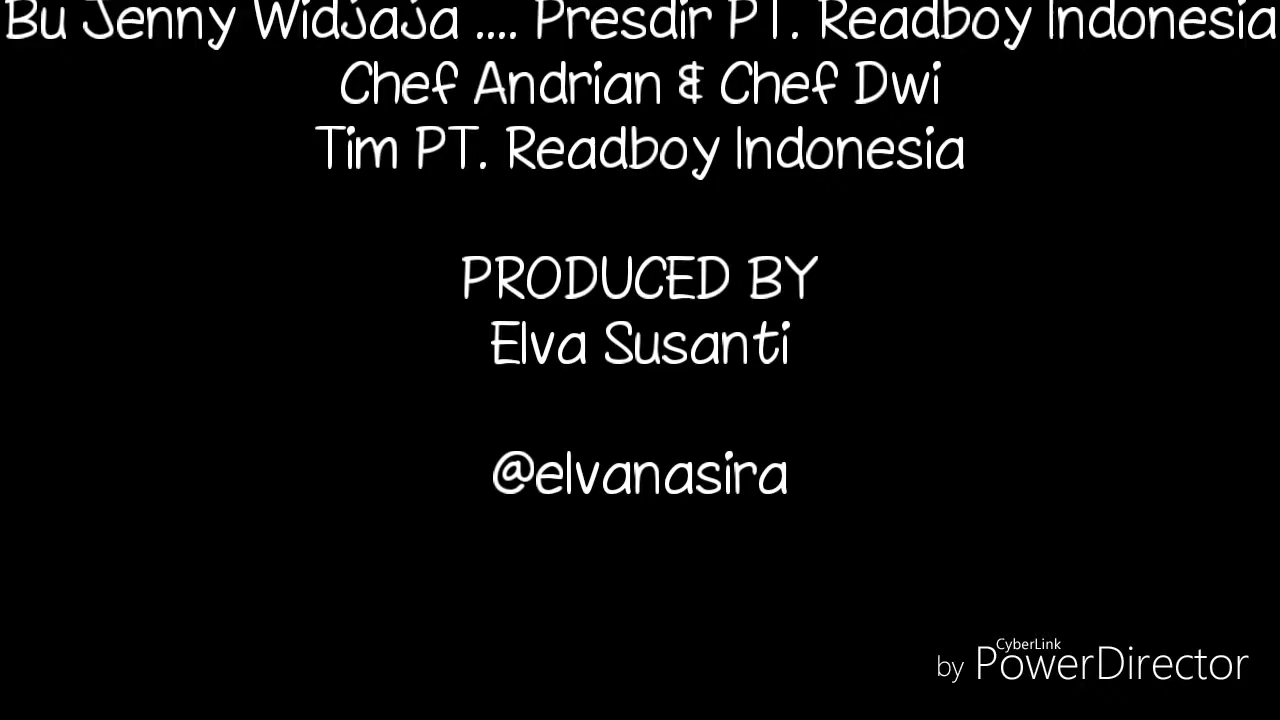 Bu Jenny Widjaja .... Presdir PT. Readboy Indonesia
Chef Andrian & Chef Dwi
Tim PT. Readboy Indonesia
PRODUCED BY
Elva Susanti
@elvanasira
CyberLink
by PowerDirector